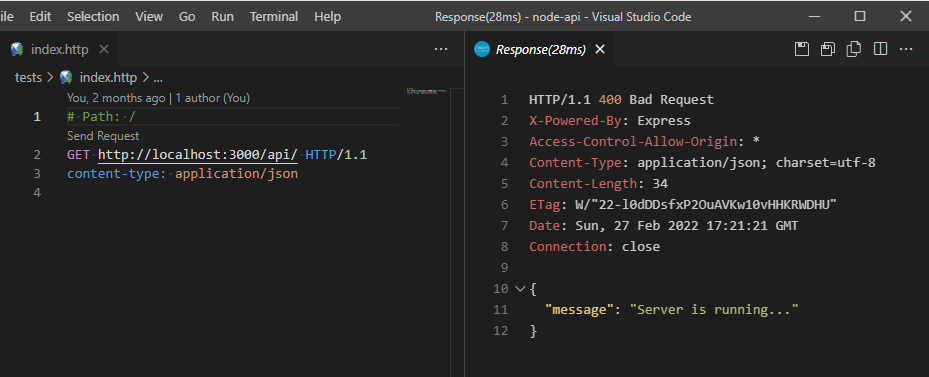 ile Edit Selection View Go Run Terminal Help Response(28ms) - node-api - Visual Studio Code
index.http
tests > index.http > ...
You, 2 months ago | 1 author (You)
1 # Path: /
Send Request
2 GET http://localhost:3000/api/ HTTP/1.1
3 content-type: application/json
4
Response(28ms)
1 HTTP/1.1 400 Bad Request
2 X-Powered-By: Express
3 Access-Control-Allow-Origin: *
4 Content-Type: application/json; charset=utf-8
5 Content-Length: 34
6 ETag: W/"22-l0dDDsfxP2OuAVKw10vHHKRWDHU"
7 Date: Sun, 27 Feb 2022 17:21:21 GMT
8 Connection: close
9
10 {
11 "message": "Server is running..."
12 }